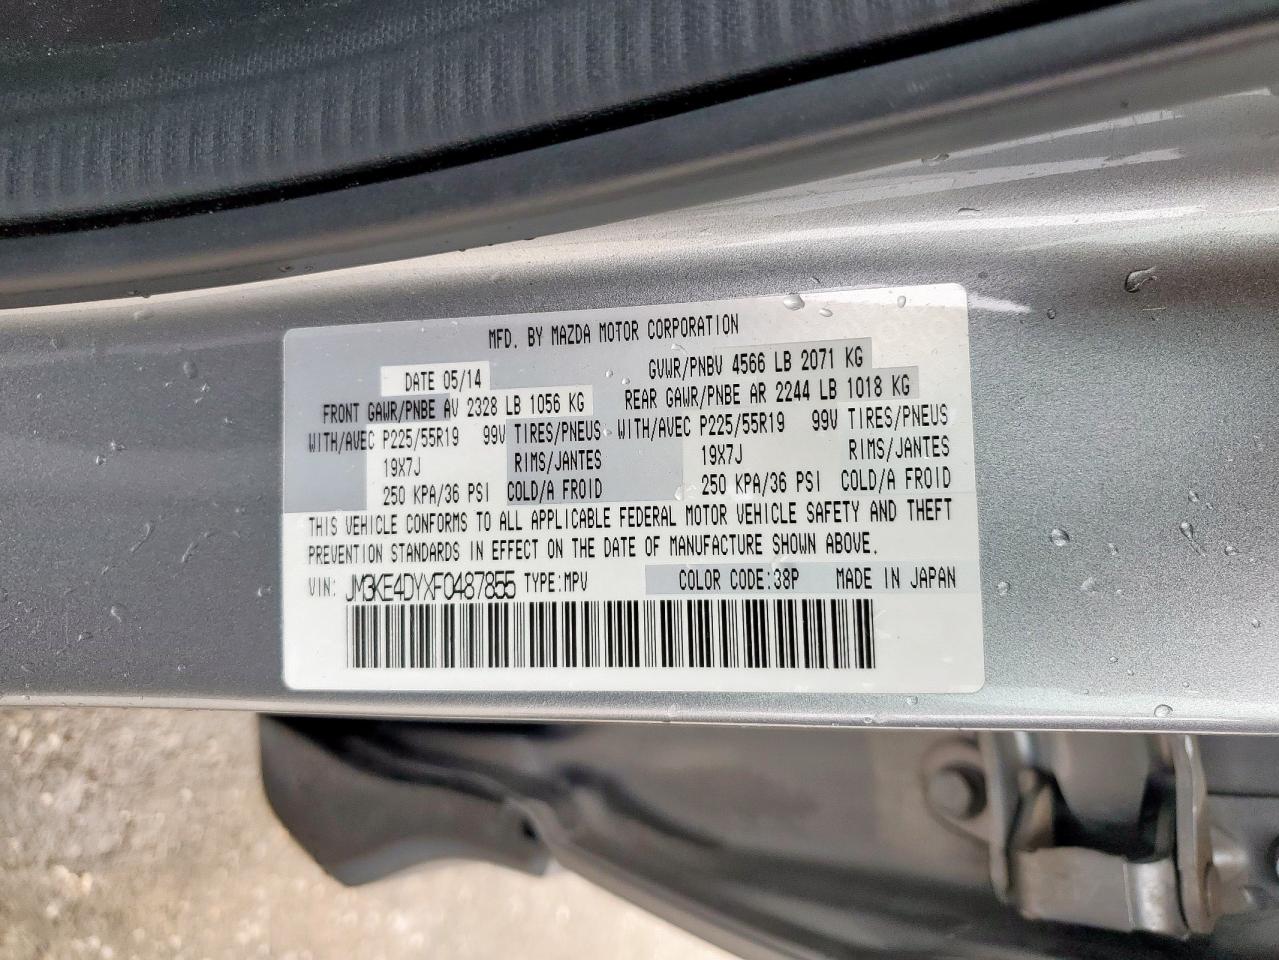 MFD. BY MAZDA MOTOR CORPORATION
DATE 05/14 GVWR/PNBV 4566 LB 2071 KG
FRONT GAWR/PNBE AV 2328 LB 1056 KG REAR GAWR/PNBE AR 2244 LB 1018 KG
WITH/AVEC P225/55R19 99V TIRES/PNEUS WITH/AVEC P225/55R19 99V TIRES/PNEUS
19X7J RIMS/JANTES 19X7J RIMS/JANTES
250 KPA/36 PSI COLD/A FROID 250 KPA/36 PSI COLD/A FROID
THIS VEHICLE CONFORMS TO ALL APPLICABLE FEDERAL MOTOR VEHICLE SAFETY AND THEFT
PREVENTION STANDARDS IN EFFECT ON THE DATE OF MANUFACTURE SHOWN ABOVE.
VIN: JM3KE4DYXF0487855 TYPE:MPV COLOR CODE:38P MADE IN JAPAN